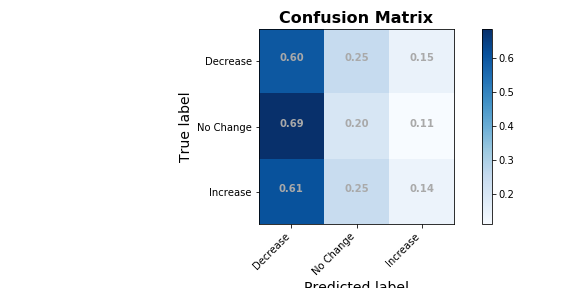 Confusion Matrix
True label
Decrease 0.60 0.25 0.15
No Change 0.69 0.20 0.11
Increase 0.61 0.25 0.14
Decrease No Change Increase
Predicted label
0.6
0.5
0.4
0.3
0.2